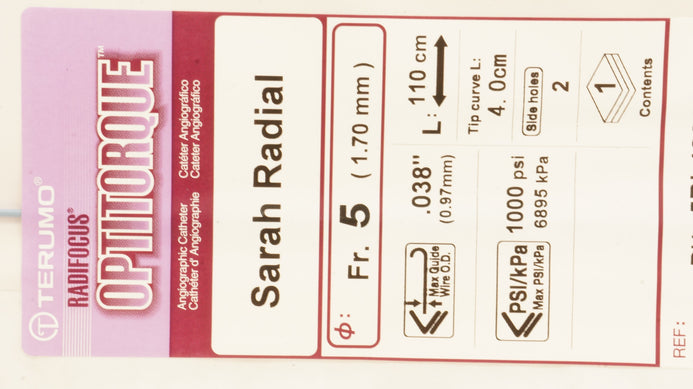 TERUMO®
RADIFOCUS®
OPTITORQUE™
Angiographic Catheter Catéter Angiográfico
Cathéter d' Angiographie Cateter Angiográfico
Sarah Radial
ϕ: Fr. 5 ( 1.70 mm )
Max Guide
Wire O.D.
.038"
(0.97mm)
L: 110 cm
PSI/kPa
Max PSI/KPa
1000 psi
6895 kPa
Tip curve L:
4. 0cm
Side holes
2
1
Contents
REF: